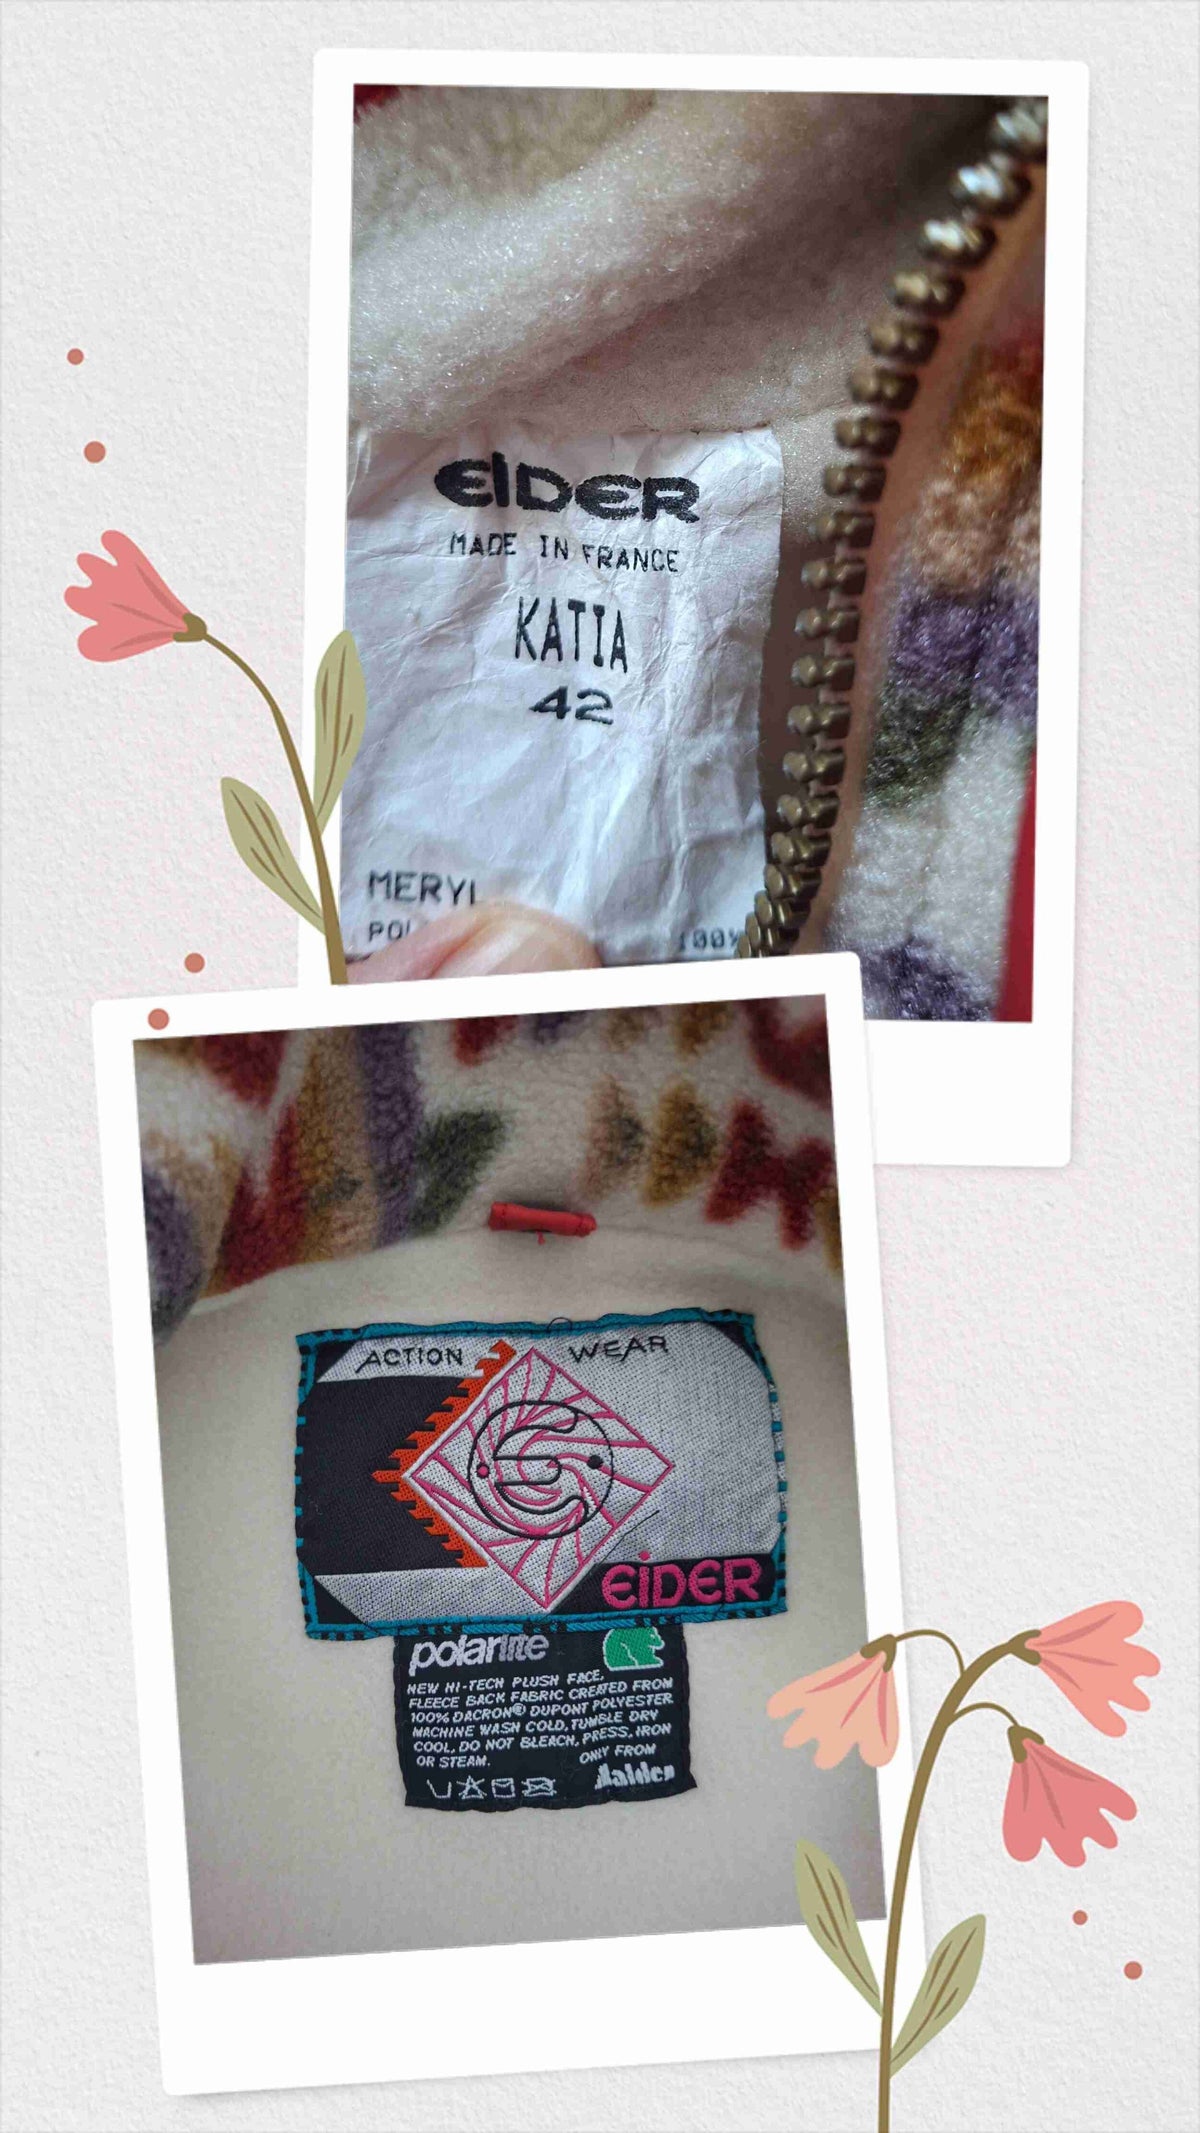 EIDER
MADE IN FRANCE
KATIA
42
MERYL
100%
ACTION WEAR
EIDER
polarlite
NEW HI-TECH PLUSH FACE,
FLEECE BACK FABRIC CREATED FROM
100% DACRON® DUPONT POLYESTER
MACHINE WASH COLD, TUMBLE DRY
COOL, DO NOT BLEACH, PRESS, IRON
OR STEAM.
ONLY FROM
Malden